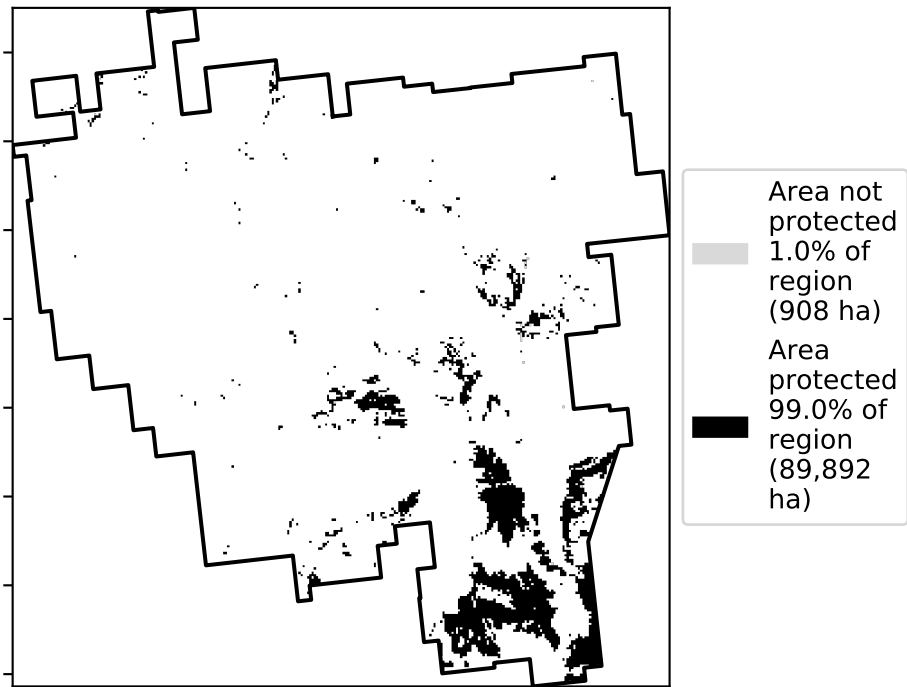 Area not
protected
1.0% of
region
(908 ha)
Area
protected
99.0% of
region
(89,892
ha)